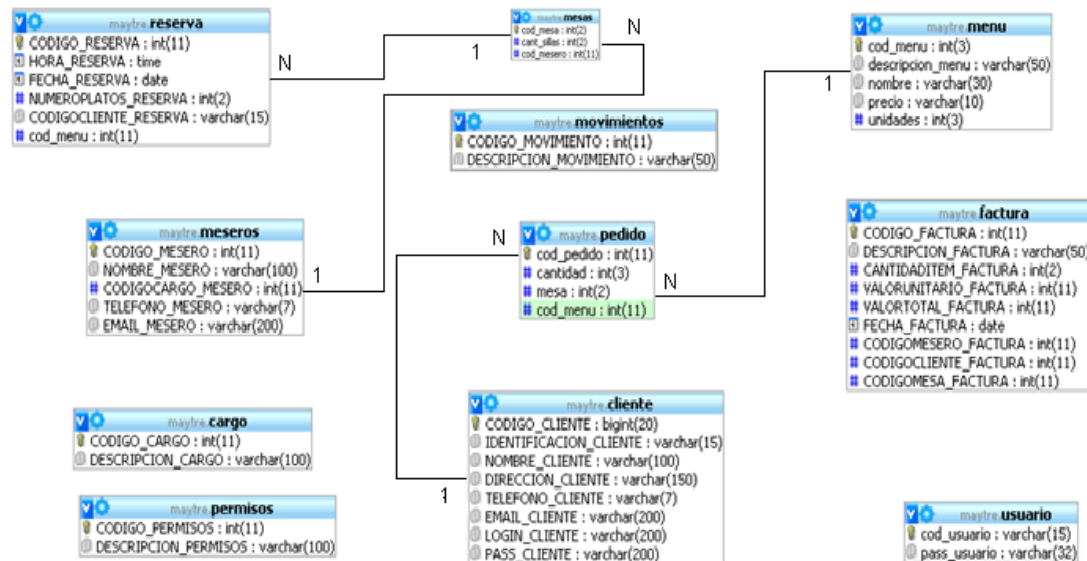 maytre.reserva
CODIGO_RESERVA : int(11)
HORA_RESERVA : time
FECHA_RESERVA : date
NUMEROPLATOS_RESERVA : int(2)
CODIGOCLIENTE_RESERVA : varchar(15)
cod_menu : int(11)
N
1
maytre.mesas
cod_mesa : int(2)
cant_sillas : int(2)
cod_mesero : int(11)
N
maytre.menu
cod_menu : int(3)
descripcion_menu : varchar(50)
nombre : varchar(30)
precio : varchar(10)
unidades : int(3)
1
maytre.movimientos
CODIGO_MOVIMIENTO : int(11)
DESCRIPCION_MOVIMIENTO : varchar(50)
maytre.meseros
CODIGO_MESERO : int(11)
NOMBRE_MESERO : varchar(100)
CODIGOCARGO_MESERO : int(11)
TELEFONO_MESERO : varchar(7)
EMAIL_MESERO : varchar(200)
1
N
maytre.pedido
cod_pedido : int(11)
cantidad : int(3)
mesa : int(2)
cod_menu : int(11)
N
maytre.factura
CODIGO_FACTURA : int(11)
DESCRIPCION_FACTURA : varchar(50)
CANTIDADITEM_FACTURA : int(2)
VALORUNITARIO_FACTURA : int(11)
VALORTOTAL_FACTURA : int(11)
FECHA_FACTURA : date
CODIGOMESERO_FACTURA : int(11)
CODIGOCLIENTE_FACTURA : int(11)
CODIGOMESA_FACTURA : int(11)
maytre.cargo
CODIGO_CARGO : int(11)
DESCRIPCION_CARGO : varchar(100)
maytre.cliente
CODIGO_CLIENTE : bigint(20)
IDENTIFICACION_CLIENTE : varchar(15)
NOMBRE_CLIENTE : varchar(100)
DIRECCION_CLIENTE : varchar(150)
TELEFONO_CLIENTE : varchar(7)
EMAIL_CLIENTE : varchar(200)
LOGIN_CLIENTE : varchar(200)
PASS_CLIENTE : varchar(200)
1
maytre.permisos
CODIGO_PERMISOS : int(11)
DESCRIPCION_PERMISOS : varchar(100)
maytre.usuario
cod_usuario : varchar(15)
pass_usuario : varchar(32)